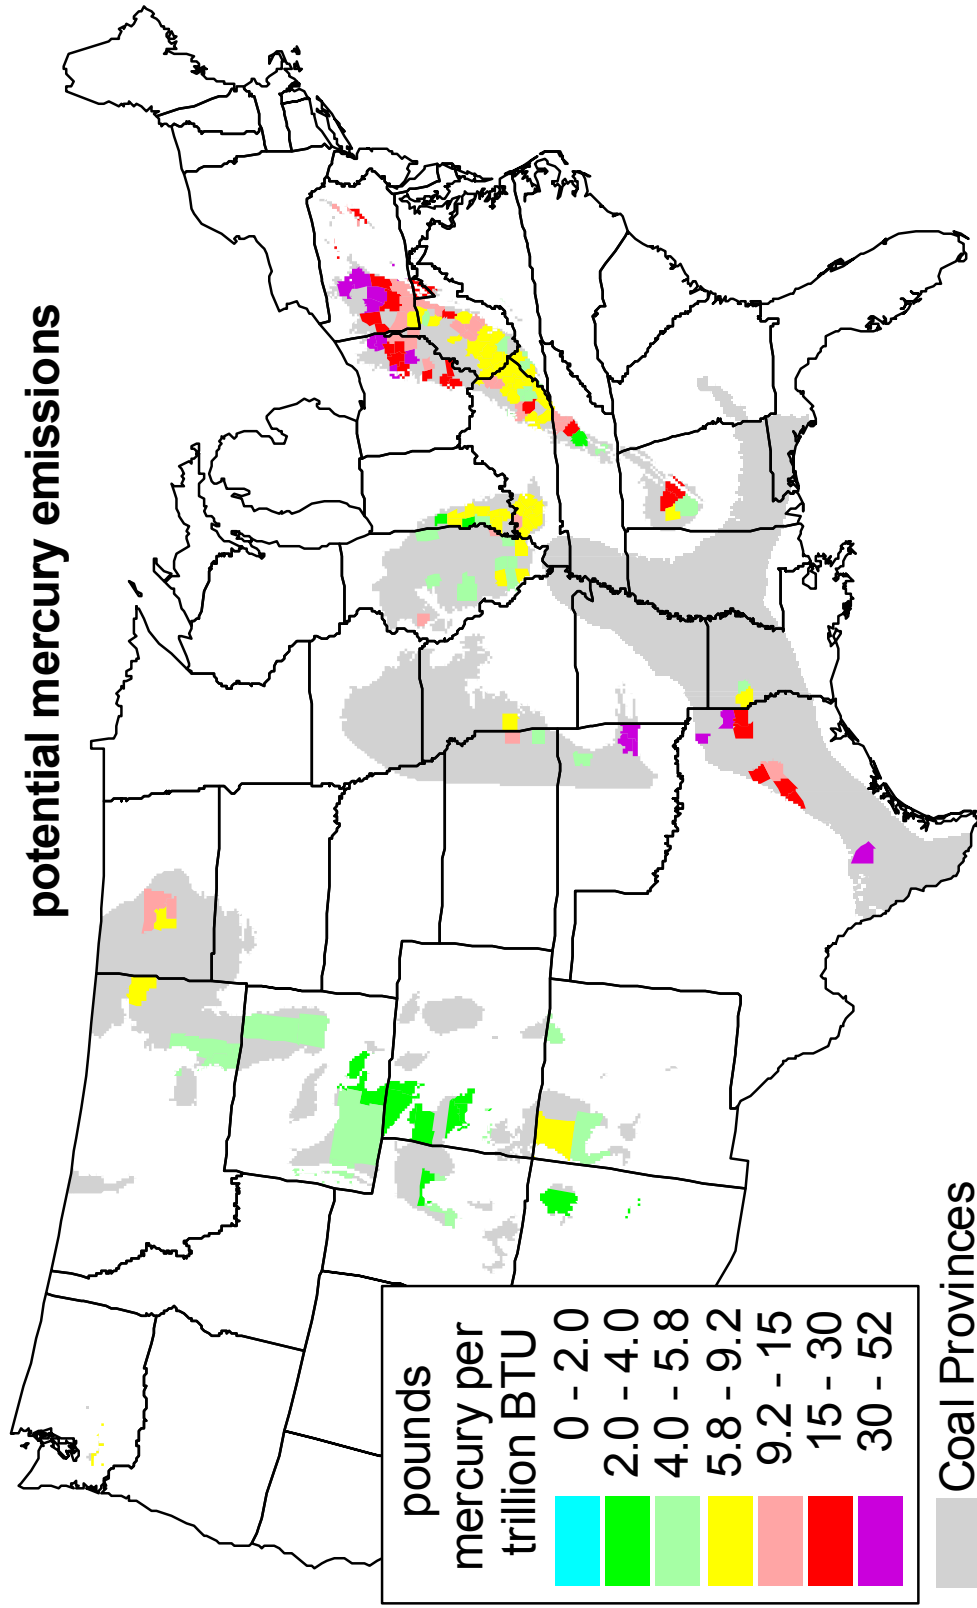 potential mercury emissions
pounds
mercury per
trillion BTU
0 - 2.0
2.0 - 4.0
4.0 - 5.8
5.8 - 9.2
9.2 - 15
15 - 30
30 - 52
Coal Provinces